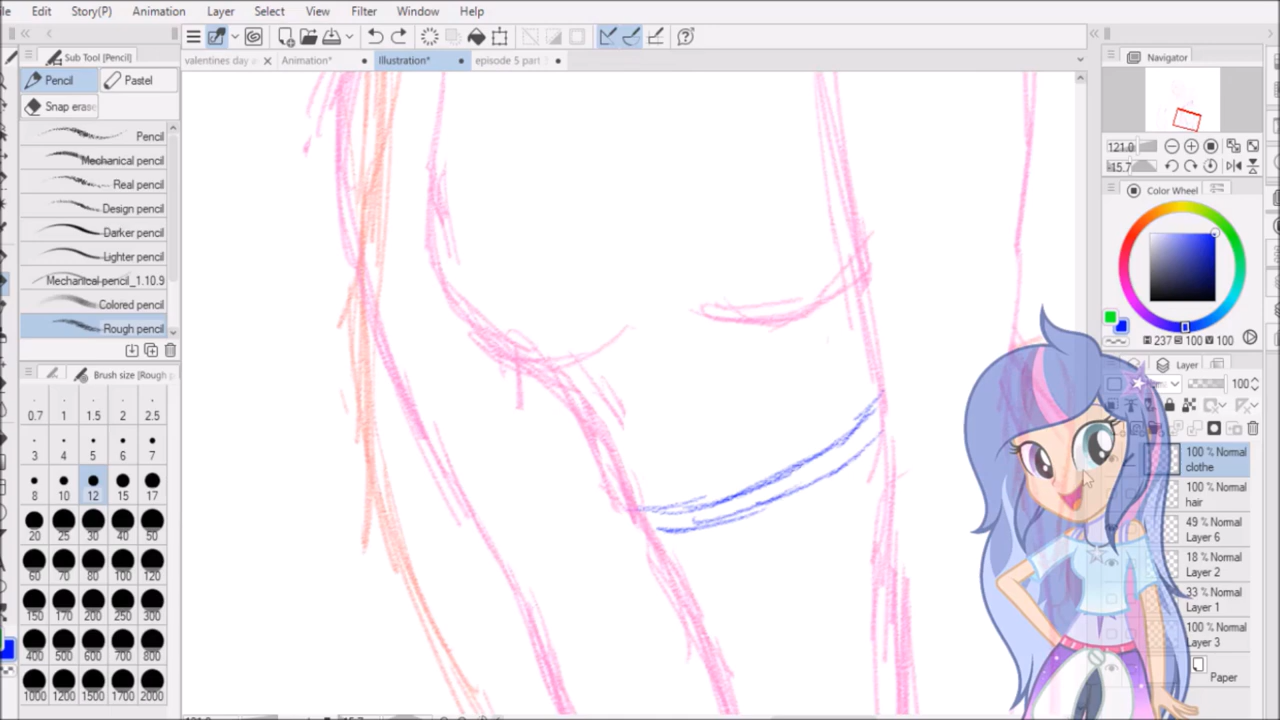 le Edit Story(P) Animation Layer Select View Filter Window Help
valentines day a Animation* Illustration* episode 5 part
Sub Tool [Pencil]
Pencil Pastel
Snap erase
Pencil
Mechanical pencil
Real pencil
Design pencil
Darker pencil
Lighter pencil
Mechanical pencil_1.10.9
Colored pencil
Rough pencil
Brush size [Rough p
0.7 1 1.5 2 2.5
3 4 5 6 7
8 10 12 15 17
20 25 30 40 50
60 70 80 100 120
150 170 200 250 300
400 500 600 700 800
1000 1200 1500 1700 2000
Navigator
121.0
-15.7
Color Wheel
H 237 S 100 V 100
Layer
100
100 % Normal
clothe
100 % Normal
hair
49 % Normal
Layer 6
18 % Normal
Layer 2
33 % Normal
Layer 1
100 % Normal
Layer 3
Paper